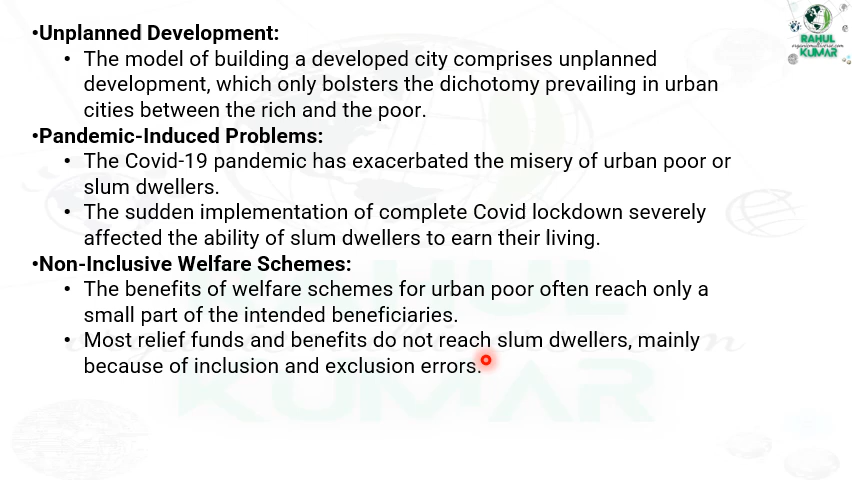 •Unplanned Development:
• The model of building a developed city comprises unplanned
development, which only bolsters the dichotomy prevailing in urban
cities between the rich and the poor.
•Pandemic-Induced Problems:
• The Covid-19 pandemic has exacerbated the misery of urban poor or
slum dwellers.
• The sudden implementation of complete Covid lockdown severely
affected the ability of slum dwellers to earn their living.
•Non-Inclusive Welfare Schemes:
• The benefits of welfare schemes for urban poor often reach only a
small part of the intended beneficiaries.
• Most relief funds and benefits do not reach slum dwellers, mainly
because of inclusion and exclusion errors.
RAHUL
KUMAR
RAHUL
KUMAR